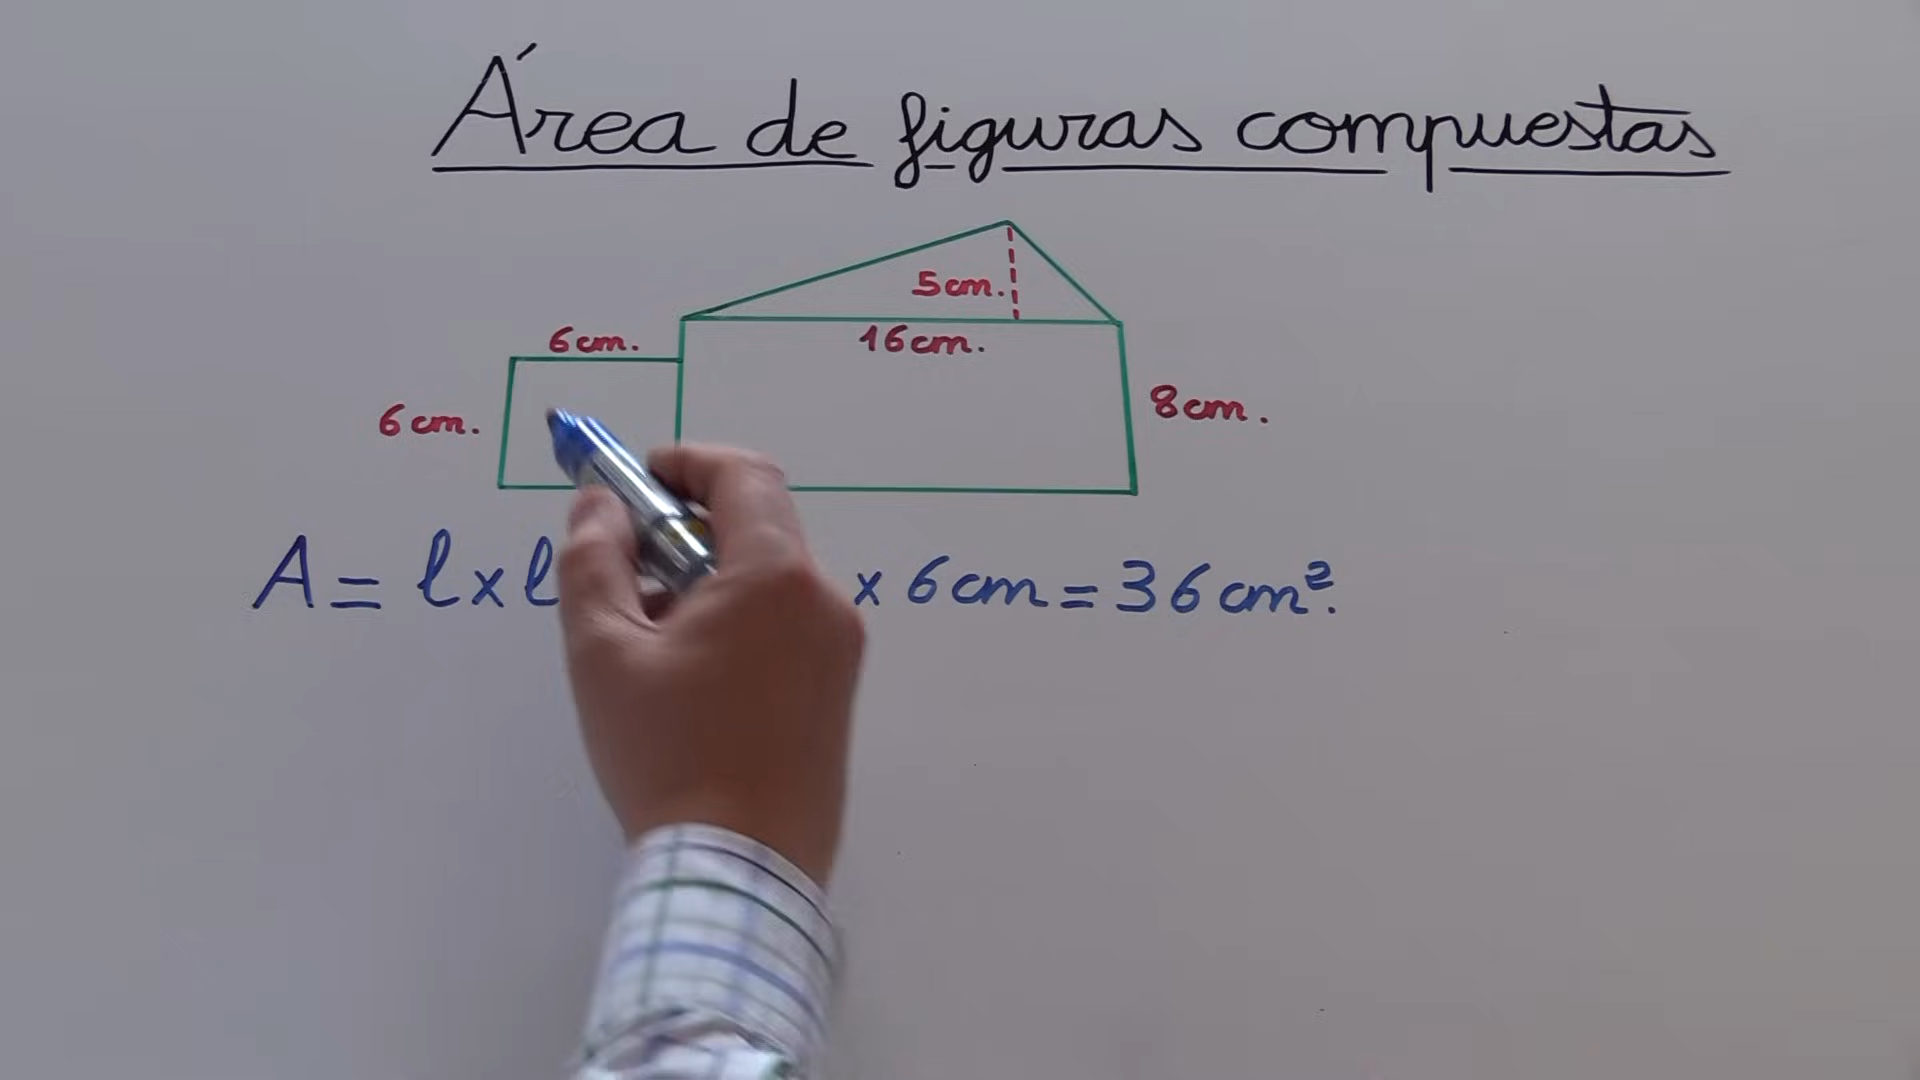 Área de figuras compuestas
5cm.
6cm.
16cm.
6cm.
8cm.
A = l x l x 6cm = 36cm².